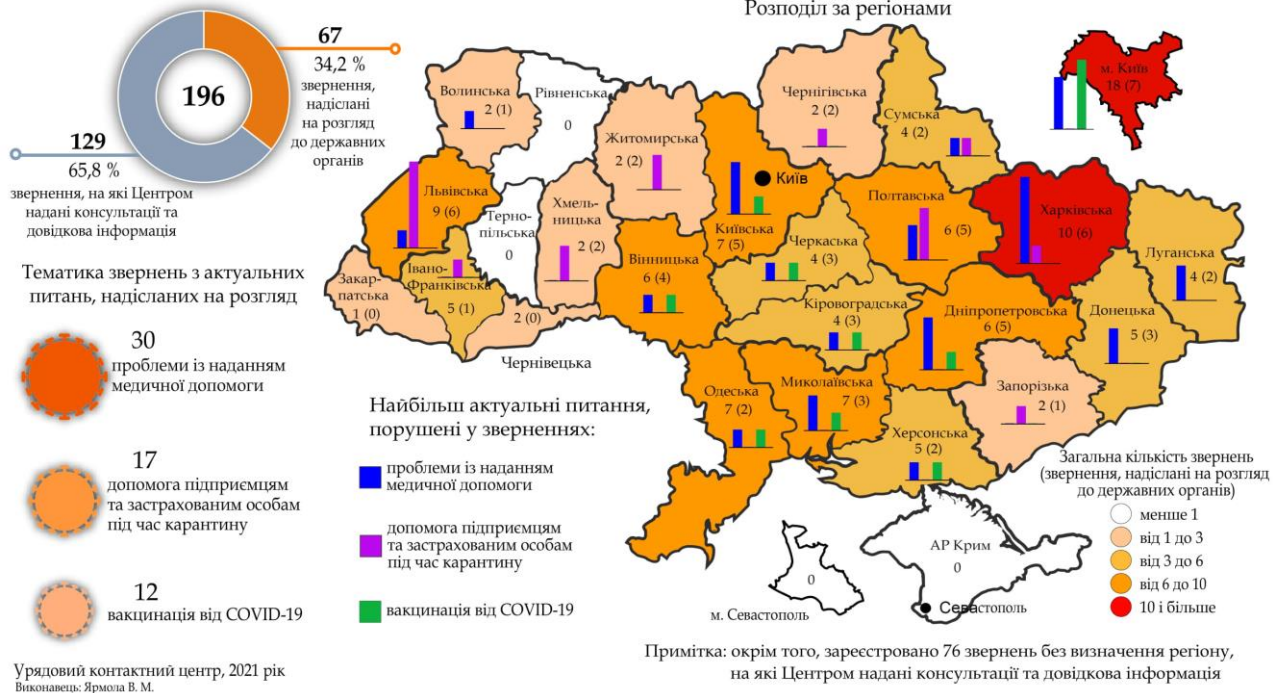 Розподіл за регіонами
196
67
34,2 %
звернення,
надіслані
на розгляд
до державних
органів
129
65,8 %
звернення, на які Центром
надані консультації та
довідкова інформація
Тематика звернень з актуальних
питань, надісланих на розгляд
30
проблеми із наданням
медичної допомоги
17
допомога підприємцям
та застрахованим особам
під час карантину
12
вакцинація від COVID-19
Урядовий контактний центр, 2021 рік
Виконавець: Ярмола В. М.
Волинська
2 (1)
Рівненська
0
Житомирська
2 (2)
Чернігівська
2 (2)
Сумська
4 (2)
м. Київ
18 (7)
Львівська
9 (6)
Терно-
пільська
0
Хмель-
ницька
2 (2)
Київ
Київська
7 (5)
Полтавська
6 (5)
Харківська
10 (6)
Луганська
4 (2)
Закар-
патська
1 (0)
Івано-
Франківська
5 (1)
2 (0)
Чернівецька
Вінницька
6 (4)
Черкаська
4 (3)
Кіровоградська
4 (3)
Дніпропетровська
6 (5)
Донецька
5 (3)
Одеська
7 (2)
Миколаївська
7 (3)
Херсонська
5 (2)
Запорізька
2 (1)
0
м. Севастополь
АР Крим
0
Севастополь
Найбільш актуальні питання,
порушені у зверненнях:
проблеми із наданням
медичної допомоги
допомога підприємцям
та застрахованим особам
під час карантину
вакцинація від COVID-19
Загальна кількість звернень
(звернення, надіслані на розгляд
до державних органів)
менше 1
від 1 до 3
від 3 до 6
від 6 до 10
10 і більше
Примітка: окрім того, зареєстровано 76 звернень без визначення регіону,
на які Центром надані консультації та довідкова інформація